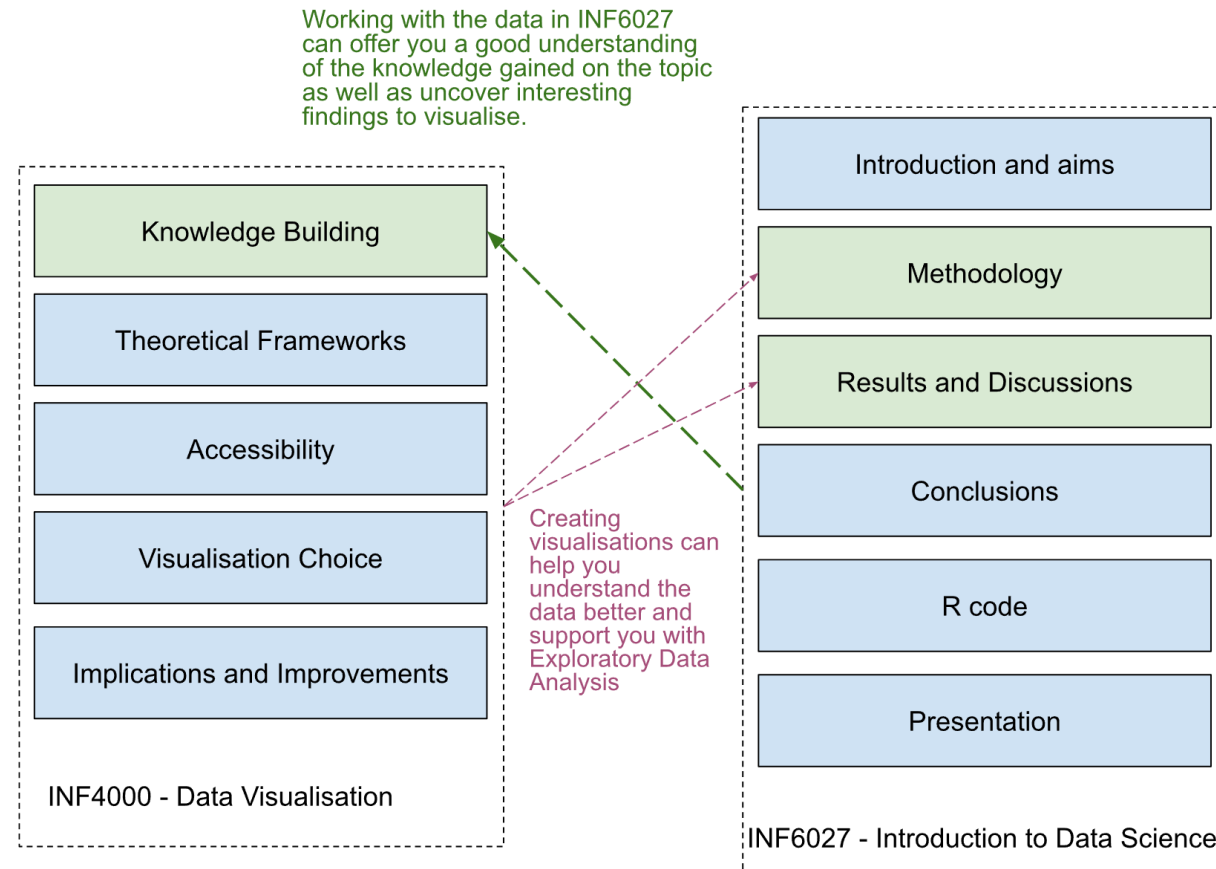 Working with the data in INF6027
can offer you a good understanding
of the knowledge gained on the topic
as well as uncover interesting
findings to visualise.
Knowledge Building
Theoretical Frameworks
Accessibility
Visualisation Choice
Implications and Improvements
INF4000 - Data Visualisation
Creating
visualisations can
help you
understand the
data better and
support you with
Exploratory Data
Analysis
Introduction and aims
Methodology
Results and Discussions
Conclusions
R code
Presentation
INF6027 - Introduction to Data Science